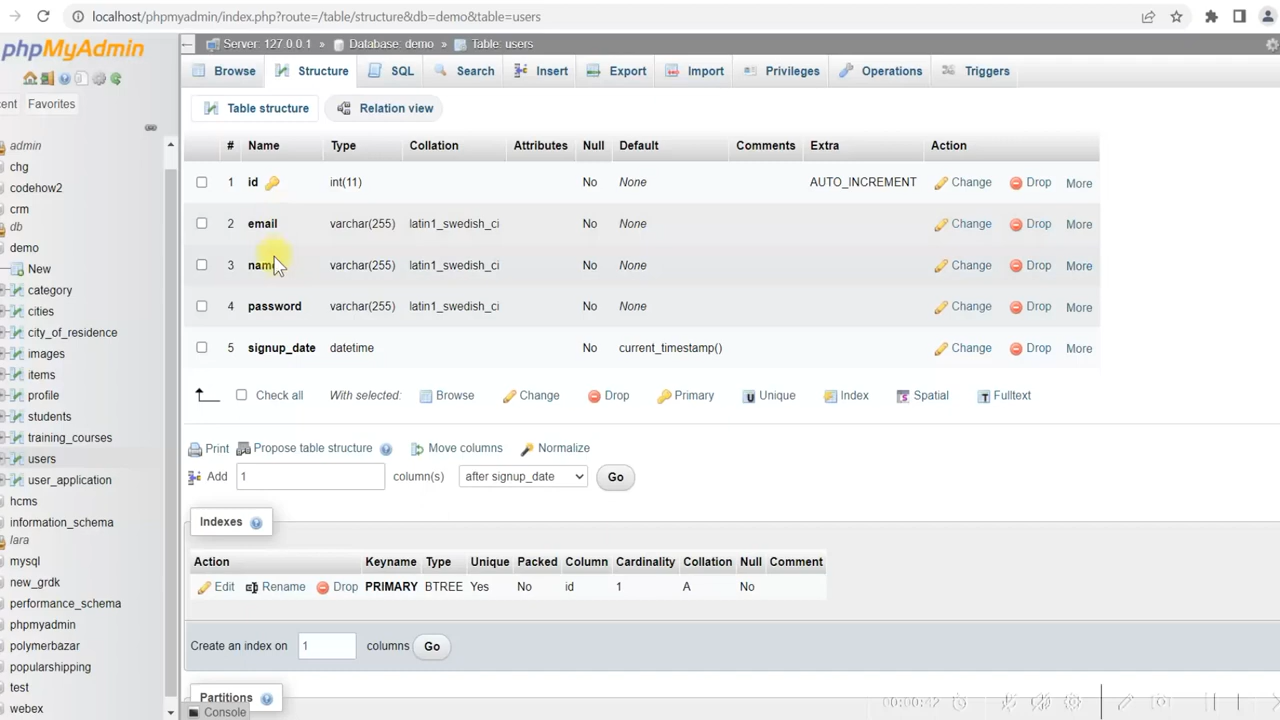 localhost/phpmyadmin/index.php?route=/table/structure&db=demo&table=users
phpMyAdmin
Server: 127.0.0.1 » Database: demo » Table: users
Browse Structure SQL Search Insert Export Import Privileges Operations Triggers
cent Favorites
Table structure Relation view
admin
chg
codehow2
crm
db
demo
New
category
cities
city_of_residence
images
items
profile
students
training_courses
users
user_application
hcms
information_schema
lara
mysql
new_grdk
performance_schema
phpmyadmin
polymerbazar
popularshipping
test
webex
# Name Type Collation Attributes Null Default Comments Extra Action
1 id int(11) No None AUTO_INCREMENT Change Drop More
2 email varchar(255) latin1_swedish_ci No None Change Drop More
3 name varchar(255) latin1_swedish_ci No None Change Drop More
4 password varchar(255) latin1_swedish_ci No None Change Drop More
5 signup_date datetime No current_timestamp() Change Drop More
Check all With selected: Browse Change Drop Primary Unique Index Spatial Fulltext
Print Propose table structure Move columns Normalize
Add 1 column(s) after signup_date Go
Indexes
Action Keyname Type Unique Packed Column Cardinality Collation Null Comment
Edit Rename Drop PRIMARY BTREE Yes No id 1 A No
Create an index on 1 columns Go
Partitions
Console
00:00:42